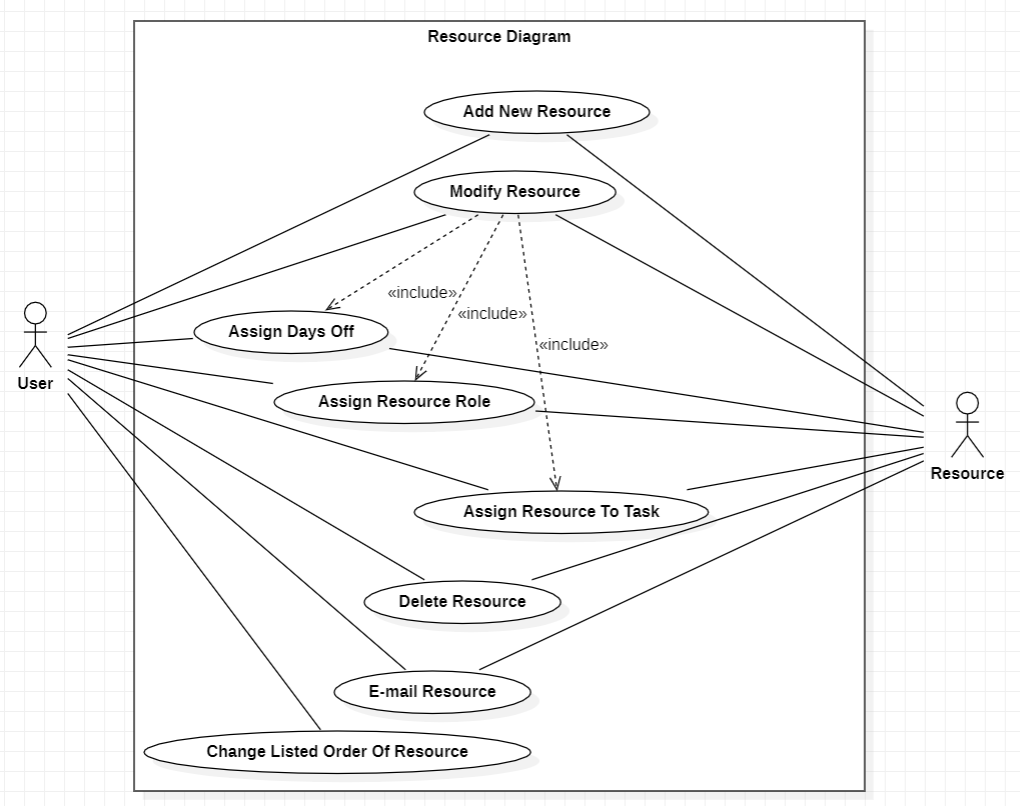 Resource Diagram
Add New Resource
Modify Resource
«include»
«include»
«include»
Assign Days Off
User
Assign Resource Role
Resource
Assign Resource To Task
Delete Resource
E-mail Resource
Change Listed Order Of Resource